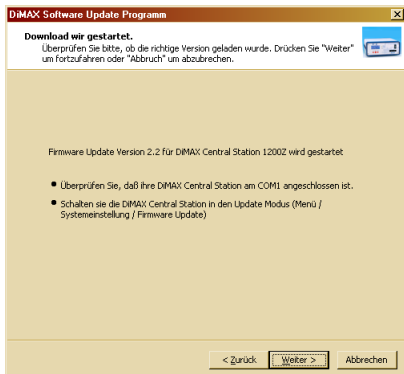 DiMAX Software Update Programm
Download wir gestartet.
Überprüfen Sie bitte, ob die richtige Version geladen wurde. Drücken Sie "Weiter"
um fortzufahren oder "Abbruch" um abzubrechen.
Firmware Update Version 2.2 für DiMAX Central Station 1200Z wird gestartet
Überprüfen Sie, daß ihre DiMAX Central Station am COM1 angeschlossen ist.
Schalten sie die DiMAX Central Station in den Update Modus (Menü /
Systemeinstellung / Firmware Update)
< Zurück Weiter > Abbrechen